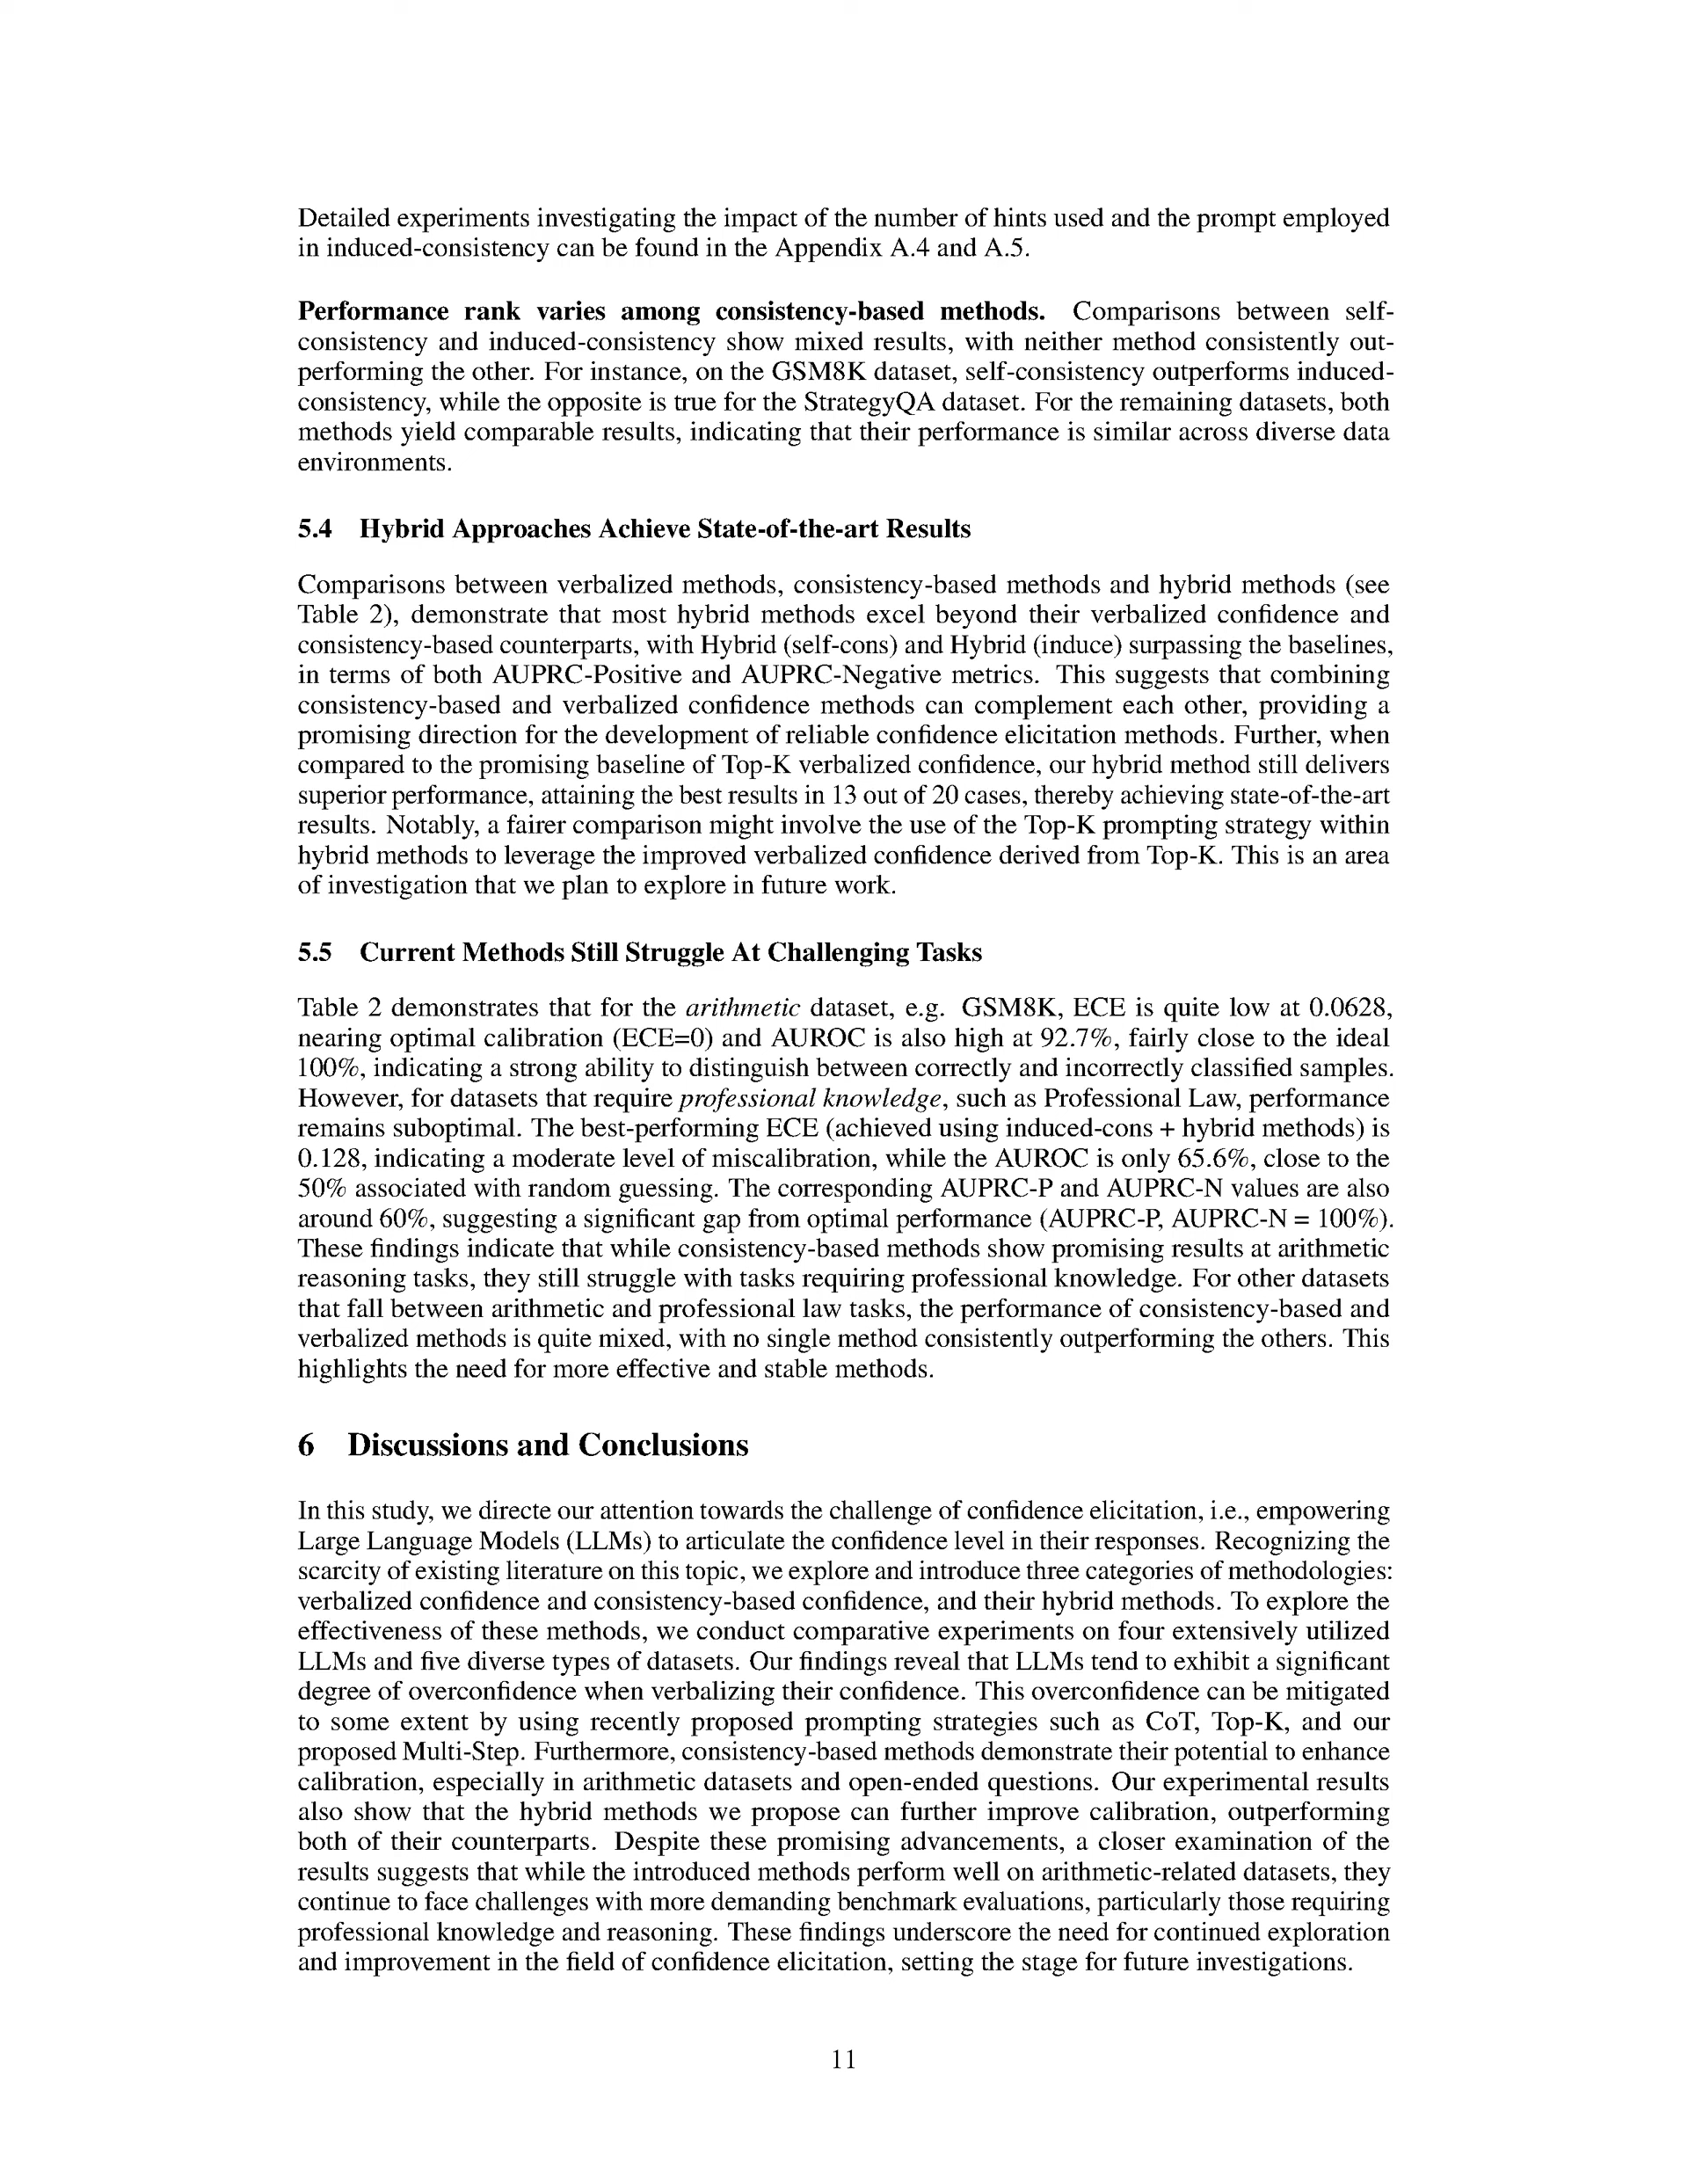 Detailed experiments investigating the impact of the number of hints used and the prompt employed
in induced-consistency can be found in the Appendix A.4 and A.5.
Performance rank varies among consistency-based methods. Comparisons between self-
consistency and induced-consistency show mixed results, with neither method consistently out-
performing the other. For instance, on the GSM8K dataset, self-consistency outperforms induced-
consistency, while the opposite is true for the StrategyQA dataset. For the remaining datasets, both
methods yield comparable results, indicating that their performance is similar across diverse data
environments.
5.4 Hybrid Approaches Achieve State-of-the-art Results
Comparisons between verbalized methods, consistency-based methods and hybrid methods (see
Table 2), demonstrate that most hybrid methods excel beyond their verbalized confidence and
consistency-based counterparts, with Hybrid (self-cons) and Hybrid (induce) surpassing the baselines,
in terms of both AUPRC-Positive and AUPRC-Negative metrics. This suggests that combining
consistency-based and verbalized confidence methods can complement each other, providing a
promising direction for the development of reliable confidence elicitation methods. Further, when
compared to the promising baseline of Top-K verbalized confidence, our hybrid method still delivers
superior performance, attaining the best results in 13 out of 20 cases, thereby achieving state-of-the-art
results. Notably, a fairer comparison might involve the use of the Top-K prompting strategy within
hybrid methods to leverage the improved verbalized confidence derived from Top-K. This is an area
of investigation that we plan to explore in future work.
5.5 Current Methods Still Struggle At Challenging Tasks
Table 2 demonstrates that for the arithmetic dataset, e.g. GSM8K, ECE is quite low at 0.0628,
nearing optimal calibration (ECE=0) and AUROC is also high at 92.7%, fairly close to the ideal
100%, indicating a strong ability to distinguish between correctly and incorrectly classified samples.
However, for datasets that require professional knowledge, such as Professional Law, performance
remains suboptimal. The best-performing ECE (achieved using induced-cons + hybrid methods) is
0.128, indicating a moderate level of miscalibration, while the AUROC is only 65.6%, close to the
50% associated with random guessing. The corresponding AUPRC-P and AUPRC-N values are also
around 60%, suggesting a significant gap from optimal performance (AUPRC-P, AUPRC-N = 100%).
These findings indicate that while consistency-based methods show promising results at arithmetic
reasoning tasks, they still struggle with tasks requiring professional knowledge. For other datasets
that fall between arithmetic and professional law tasks, the performance of consistency-based and
verbalized methods is quite mixed, with no single method consistently outperforming the others. This
highlights the need for more effective and stable methods.
6 Discussions and Conclusions
In this study, we directe our attention towards the challenge of confidence elicitation, i.e., empowering
Large Language Models (LLMs) to articulate the confidence level in their responses. Recognizing the
scarcity of existing literature on this topic, we explore and introduce three categories of methodologies:
verbalized confidence and consistency-based confidence, and their hybrid methods. To explore the
effectiveness of these methods, we conduct comparative experiments on four extensively utilized
LLMs and five diverse types of datasets. Our findings reveal that LLMs tend to exhibit a significant
degree of overconfidence when verbalizing their confidence. This overconfidence can be mitigated
to some extent by using recently proposed prompting strategies such as CoT, Top-K, and our
proposed Multi-Step. Furthermore, consistency-based methods demonstrate their potential to enhance
calibration, especially in arithmetic datasets and open-ended questions. Our experimental results
also show that the hybrid methods we propose can further improve calibration, outperforming
both of their counterparts. Despite these promising advancements, a closer examination of the
results suggests that while the introduced methods perform well on arithmetic-related datasets, they
continue to face challenges with more demanding benchmark evaluations, particularly those requiring
professional knowledge and reasoning. These findings underscore the need for continued exploration
and improvement in the field of confidence elicitation, setting the stage for future investigations.
11